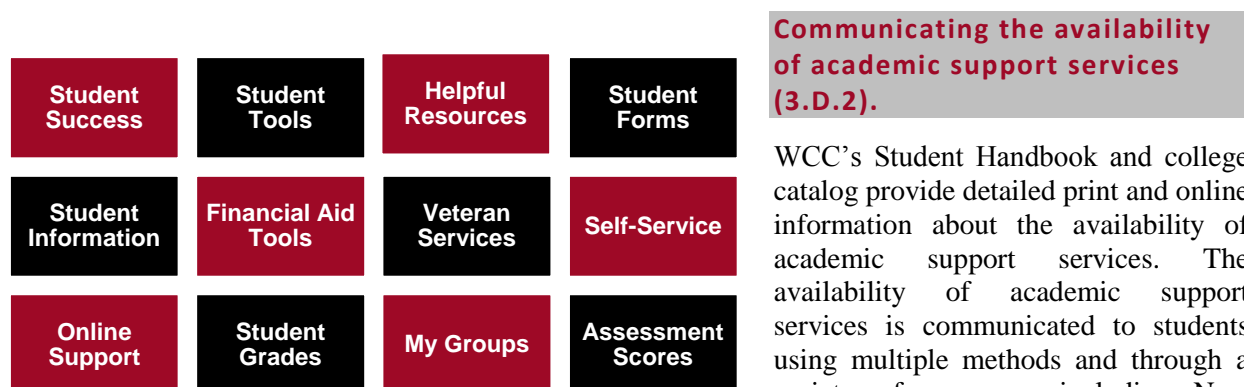 Student
Success
Student
Tools
Helpful
Resources
Student
Forms
Student
Information
Financial Aid
Tools
Veteran
Services
Self-Service
Online
Support
Student
Grades
My Groups
Assessment
Scores
Communicating the availability
of academic support services
(3.D.2).
WCC’s Student Handbook and college
catalog provide detailed print and online
information about the availability of
academic support services. The
availability of academic support
services is communicated to students
using multiple methods and through a